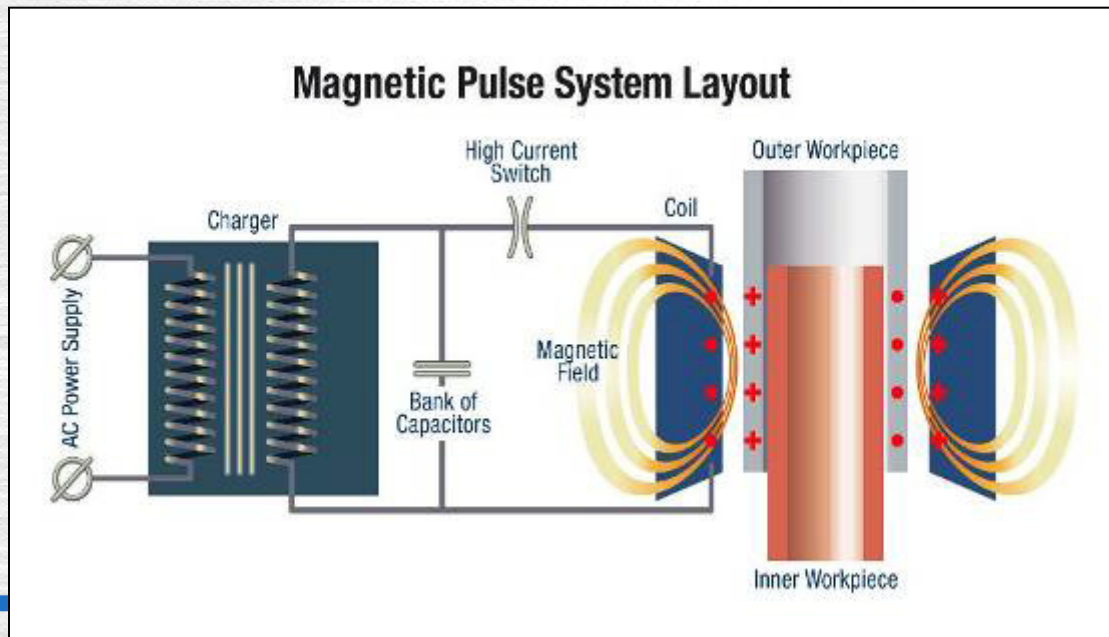 Magnetic Pulse System Layout
High Current
Switch
Outer Workpiece
Charger
Coil
AC Power Supply
Magnetic
Field
Bank of
Capacitors
Inner Workpiece